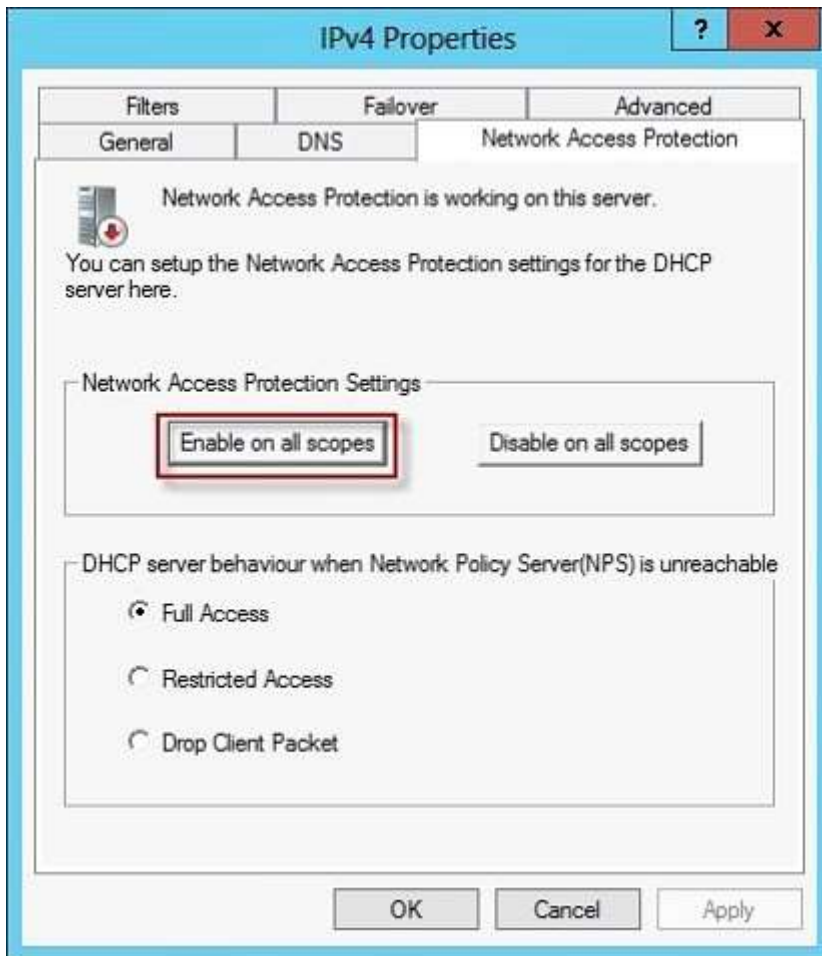 IPv4 Properties
?
x
Filters
Failover
Advanced
General
DNS
Network Access Protection
Network Access Protection is working on this server.
You can setup the Network Access Protection settings for the DHCP
server here.
Network Access Protection Settings
Enable on all scopes
Disable on all scopes
DHCP server behaviour when Network Policy Server(NPS) is unreachable
Full Access
Restricted Access
Drop Client Packet
OK
Cancel
Apply